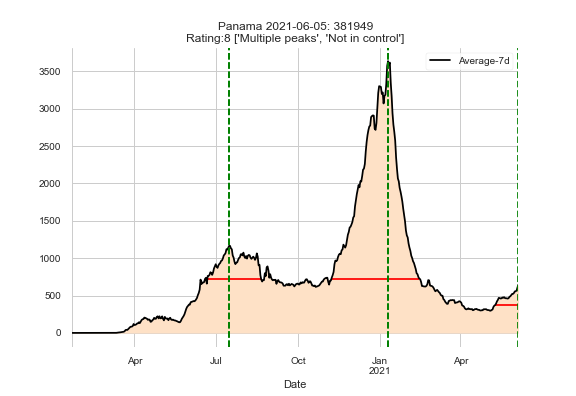 Panama 2021-06-05: 381949
Rating:8 ['Multiple peaks', 'Not in control']
Average-7d
3500
3000
2500
2000
1500
1000
500
0
Apr Jul Oct Jan Apr
2021
Date